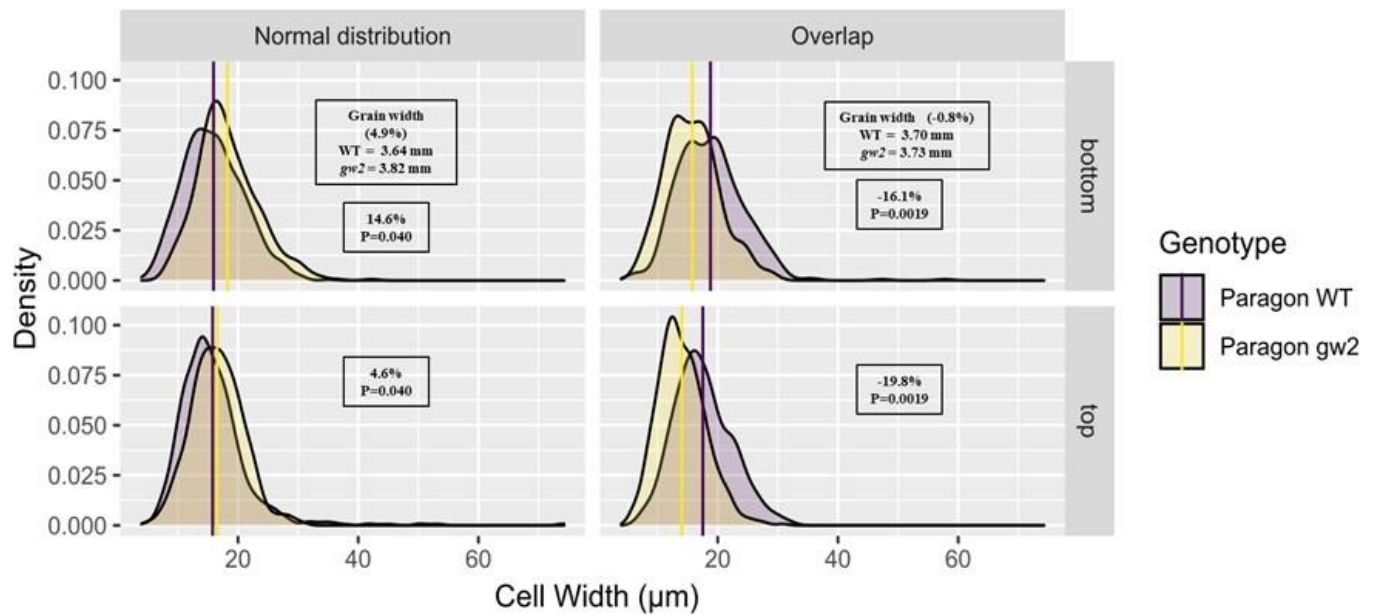 Normal distribution
Overlap
0.100
0.075
0.050
0.025
0.000
Grain width
(4.9%)
WT = 3.64 mm
gw2 = 3.82 mm
14.6%
P=0.040
Grain width (-0.8%)
WT = 3.70 mm
gw2 = 3.73 mm
-16.1%
P=0.0019
bottom
0.100
0.075
0.050
0.025
0.000
4.6%
P=0.040
-19.8%
P=0.0019
top
Density
20 40 60
20 40 60
Cell Width (µm)
Genotype
Paragon WT
Paragon gw2